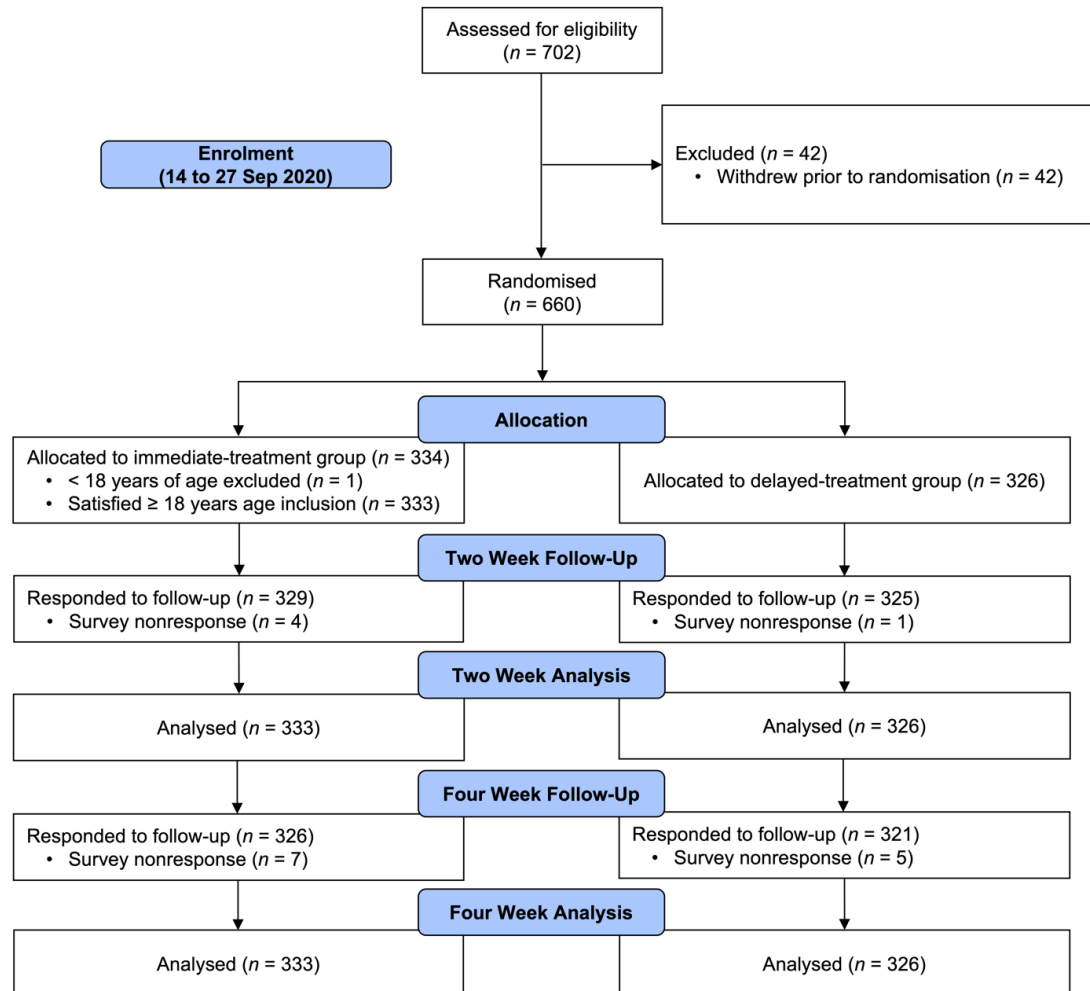 Assessed for eligibility
(n = 702)
Enrolment
(14 to 27 Sep 2020)
Excluded (n = 42)
• Withdrew prior to randomisation (n = 42)
Randomised
(n = 660)
Allocation
Allocated to immediate-treatment group (n = 334)
• < 18 years of age excluded (n = 1)
• Satisfied ≥ 18 years age inclusion (n = 333)
Allocated to delayed-treatment group (n = 326)
Two Week Follow-Up
Responded to follow-up (n = 329)
• Survey nonresponse (n = 4)
Responded to follow-up (n = 325)
• Survey nonresponse (n = 1)
Two Week Analysis
Analysed (n = 333)
Analysed (n = 326)
Four Week Follow-Up
Responded to follow-up (n = 326)
• Survey nonresponse (n = 7)
Responded to follow-up (n = 321)
• Survey nonresponse (n = 5)
Four Week Analysis
Analysed (n = 333)
Analysed (n = 326)